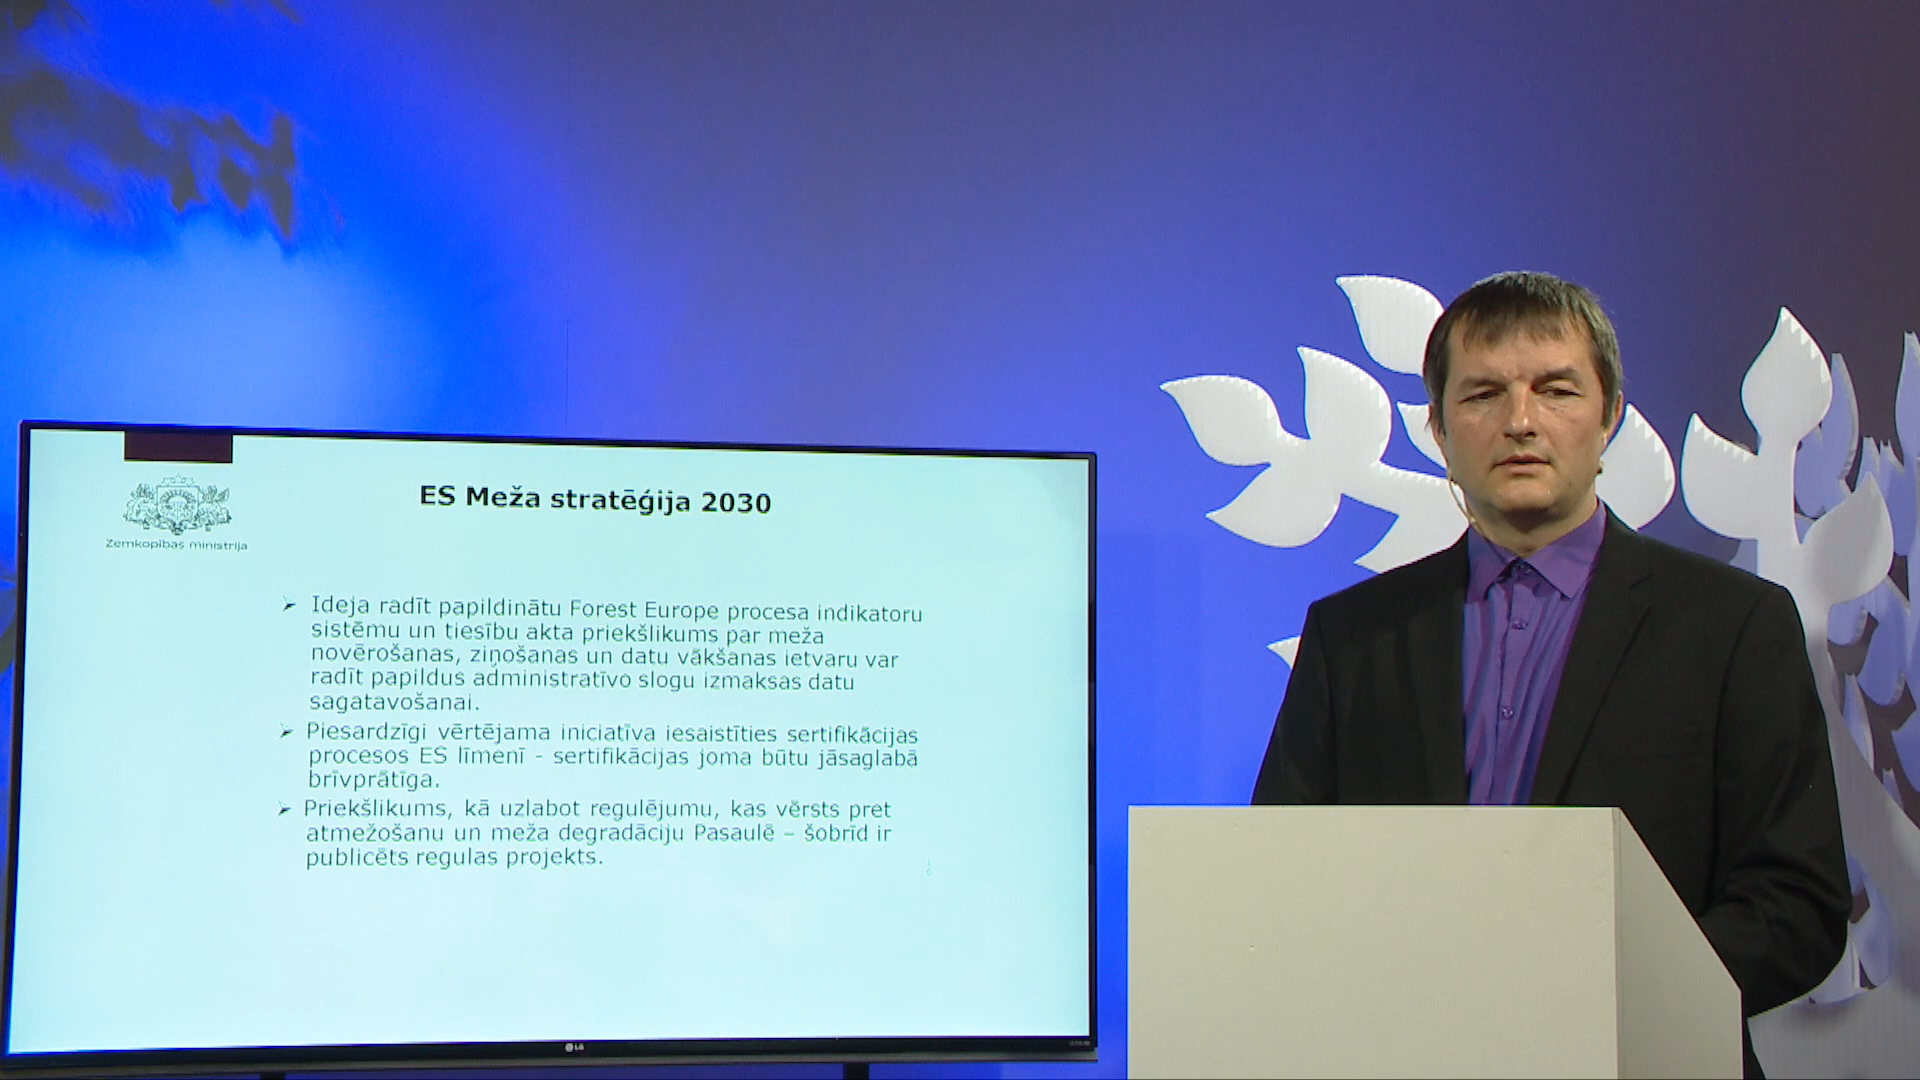 Zemkopības ministrija
ES Meža stratēģija 2030
➢ Ideja radīt papildinātu Forest Europe procesa indikatoru
sistēmu un tiesību akta priekšlikums par meža
novērošanas, ziņošanas un datu vākšanas ietvaru var
radīt papildus administratīvo slogu izmaksas datu
sagatavošanai.
➢ Piesardzīgi vērtējama iniciatīva iesaistīties sertifikācijas
procesos ES līmenī - sertifikācijas joma būtu jāsaglabā
brīvprātīga.
➢ Priekšlikums, kā uzlabot regulējumu, kas vērsts pret
atmežošanu un meža degradāciju Pasaulē – šobrīd ir
publicēts regulas projekts.
LG